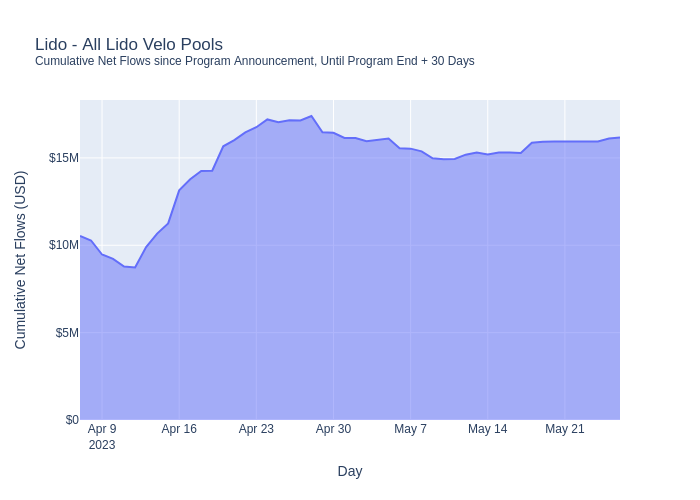 Lido - All Lido Velo Pools
Cumulative Net Flows since Program Announcement, Until Program End + 30 Days
Cumulative Net Flows (USD)
$15M
$10M
$5M
$0
Apr 9
2023
Apr 16
Apr 23
Apr 30
May 7
May 14
May 21
Day